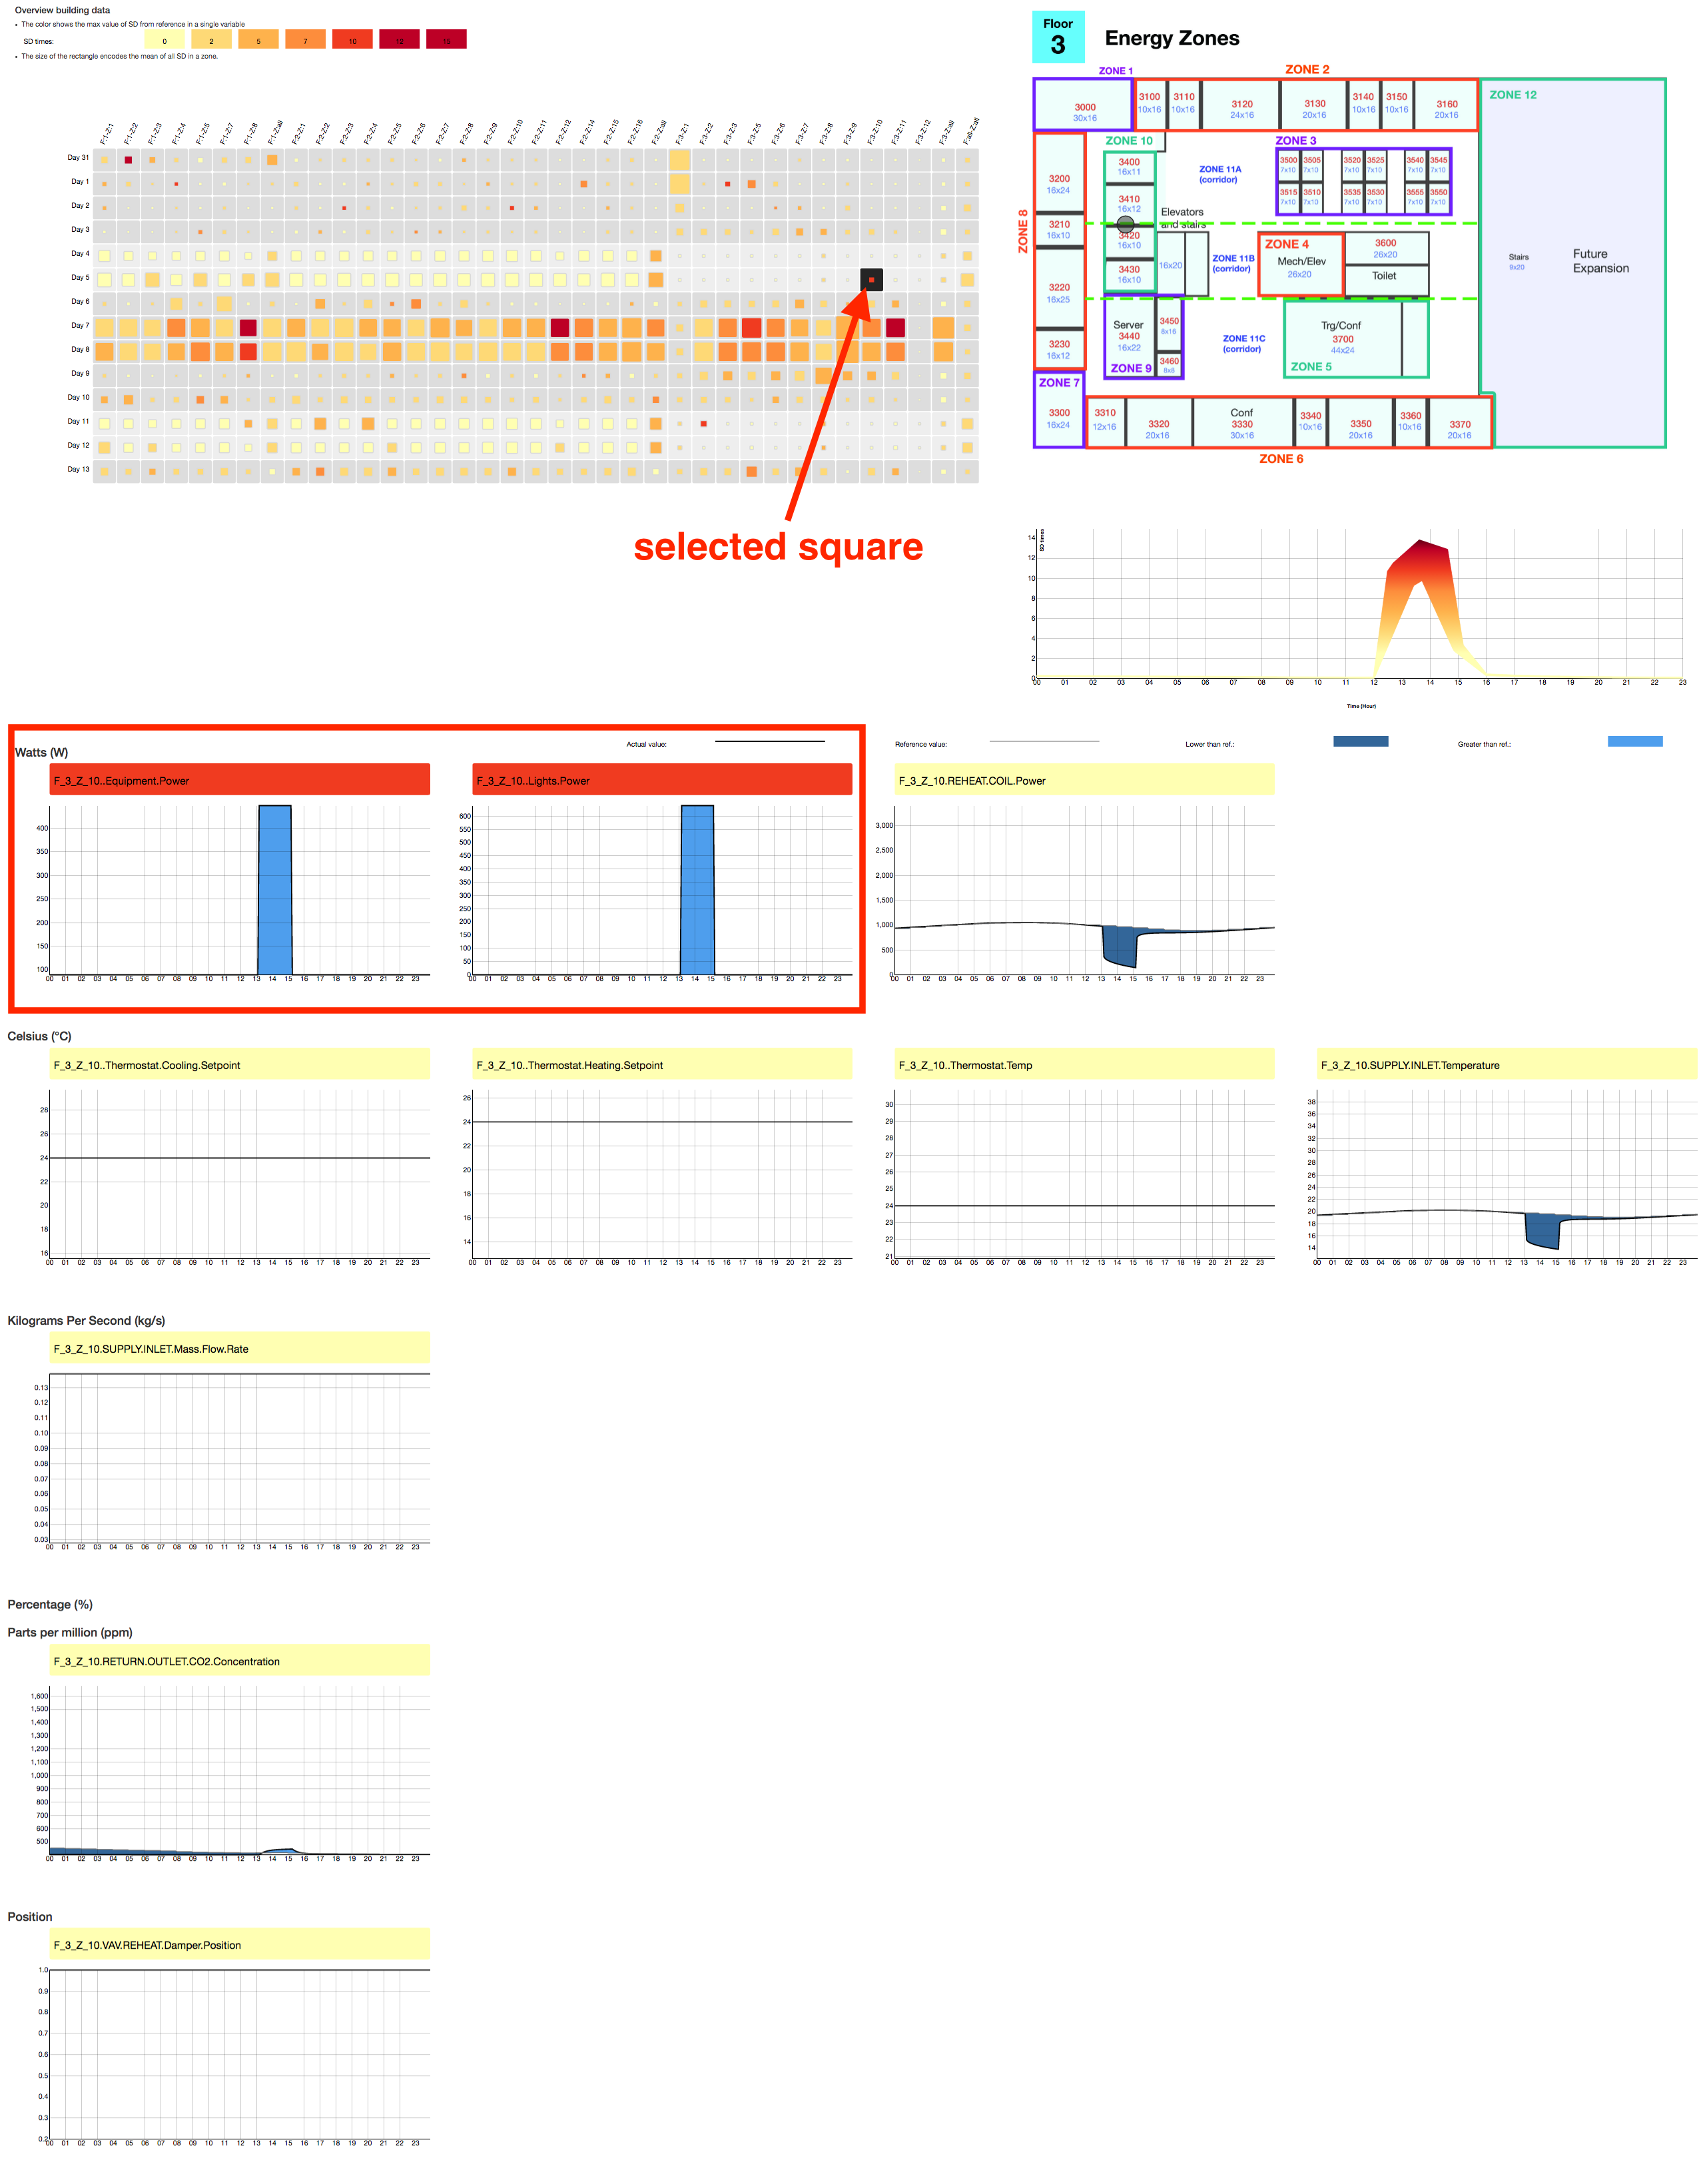 Overview building data
• The color shows the max value of SD from reference in a single variable
SD times: 0 2 5 7 10 12 15
• The size of the rectangle encodes the mean of all SD in a zone.
F:1-Z:1 F:1-Z:2 F:1-Z:3 F:1-Z:4 F:1-Z:5 F:1-Z:7 F:1-Z:8 F:1-Z:all F:2-Z:1 F:2-Z:2 F:2-Z:3 F:2-Z:4 F:2-Z:5 F:2-Z:6 F:2-Z:7 F:2-Z:8 F:2-Z:9 F:2-Z:10 F:2-Z:11 F:2-Z:12 F:2-Z:14 F:2-Z:15 F:2-Z:16 F:2-Z:all F:3-Z:1 F:3-Z:2 F:3-Z:3 F:3-Z:5 F:3-Z:6 F:3-Z:7 F:3-Z:8 F:3-Z:9 F:3-Z:10 F:3-Z:11 F:3-Z:12 F:3-Z:all F:all-Z:all
Day 31
Day 1
Day 2
Day 3
Day 4
Day 5
Day 6
Day 7
Day 8
Day 9
Day 10
Day 11
Day 12
Day 13
selected square
Floor
3
Energy Zones
ZONE 1
ZONE 2
ZONE 12
3000
30x16
3100
10x16
3110
10x16
3120
24x16
3130
20x16
3140
10x16
3150
10x16
3160
20x16
ZONE 10
ZONE 3
3400
16x11
ZONE 11A
(corridor)
3500 3505 3520 3525 3540 3545
7x10 7x10 7x10 7x10 7x10 7x10
3515 3510 3535 3530 3555 3550
7x10 7x10 7x10 7x10 7x10 7x10
3200
16x24
3410
16x12
Elevators
and stairs
ZONE 8
3210
16x10
3420
16x10
3430
16x10
16x20
ZONE 11B
(corridor)
ZONE 4
Mech/Elev
26x20
3600
26x20
Toilet
Stairs
9x20
Future
Expansion
3220
16x25
Server
3440
16x22
ZONE 9
3450
8x16
3460
8x8
ZONE 11C
(corridor)
Trg/Conf
3700
44x24
ZONE 5
3230
16x12
ZONE 7
3300
16x24
3310
12x16
3320
20x16
Conf
3330
30x16
3340
10x16
3350
20x16
3360
10x16
3370
20x16
ZONE 6
SD times
14
12
10
8
6
4
2
0
00 01 02 03 04 05 06 07 08 09 10 11 12 13 14 15 16 17 18 19 20 21 22 23
Time (Hour)
Watts (W)
Actual value:
Reference value:
Lower than ref.:
Greater than ref.:
F_3_Z_10..Equipment.Power
400
350
300
250
200
150
100
00 01 02 03 04 05 06 07 08 09 10 11 12 13 14 15 16 17 18 19 20 21 22 23
F_3_Z_10..Lights.Power
600
550
500
450
400
350
300
250
200
150
100
50
0
00 01 02 03 04 05 06 07 08 09 10 11 12 13 14 15 16 17 18 19 20 21 22 23
F_3_Z_10.REHEAT.COIL.Power
3,000
2,500
2,000
1,500
1,000
500
0
00 01 02 03 04 05 06 07 08 09 10 11 12 13 14 15 16 17 18 19 20 21 22 23
Celsius (°C)
F_3_Z_10..Thermostat.Cooling.Setpoint
28
26
24
22
20
18
16
00 01 02 03 04 05 06 07 08 09 10 11 12 13 14 15 16 17 18 19 20 21 22 23
F_3_Z_10..Thermostat.Heating.Setpoint
26
24
22
20
18
16
14
00 01 02 03 04 05 06 07 08 09 10 11 12 13 14 15 16 17 18 19 20 21 22 23
F_3_Z_10..Thermostat.Temp
30
29
28
27
26
25
24
23
22
21
00 01 02 03 04 05 06 07 08 09 10 11 12 13 14 15 16 17 18 19 20 21 22 23
F_3_Z_10.SUPPLY.INLET.Temperature
38
36
34
32
30
28
26
24
22
20
18
16
14
00 01 02 03 04 05 06 07 08 09 10 11 12 13 14 15 16 17 18 19 20 21 22 23
Kilograms Per Second (kg/s)
F_3_Z_10.SUPPLY.INLET.Mass.Flow.Rate
0.13
0.12
0.11
0.10
0.09
0.08
0.07
0.06
0.05
0.04
0.03
00 01 02 03 04 05 06 07 08 09 10 11 12 13 14 15 16 17 18 19 20 21 22 23
Percentage (%)
Parts per million (ppm)
F_3_Z_10.RETURN.OUTLET.CO2.Concentration
1,600
1,500
1,400
1,300
1,200
1,100
1,000
900
800
700
600
500
00 01 02 03 04 05 06 07 08 09 10 11 12 13 14 15 16 17 18 19 20 21 22 23
Position
F_3_Z_10.VAV.REHEAT.Damper.Position
1.0
0.9
0.8
0.7
0.6
0.5
0.4
0.3
0.2
00 01 02 03 04 05 06 07 08 09 10 11 12 13 14 15 16 17 18 19 20 21 22 23